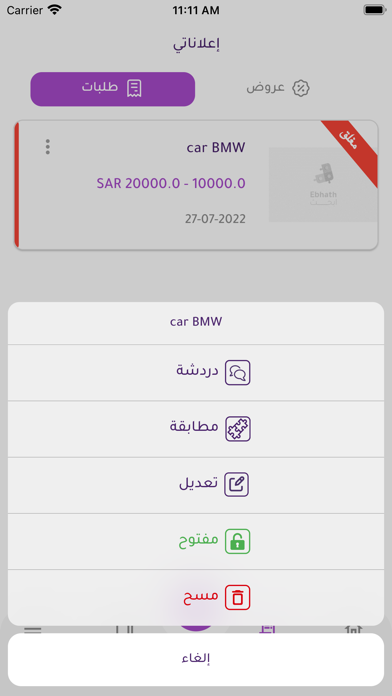 Carrier 11:11 AM
إعلاناتي
عروض
طلبات
مغلق
car BMW
SAR 20000.0 - 10000.0
27-07-2022
Ebhath
car BMW
دردشة
مطابقة
تعديل
مفتوح
مسح
إلغاء